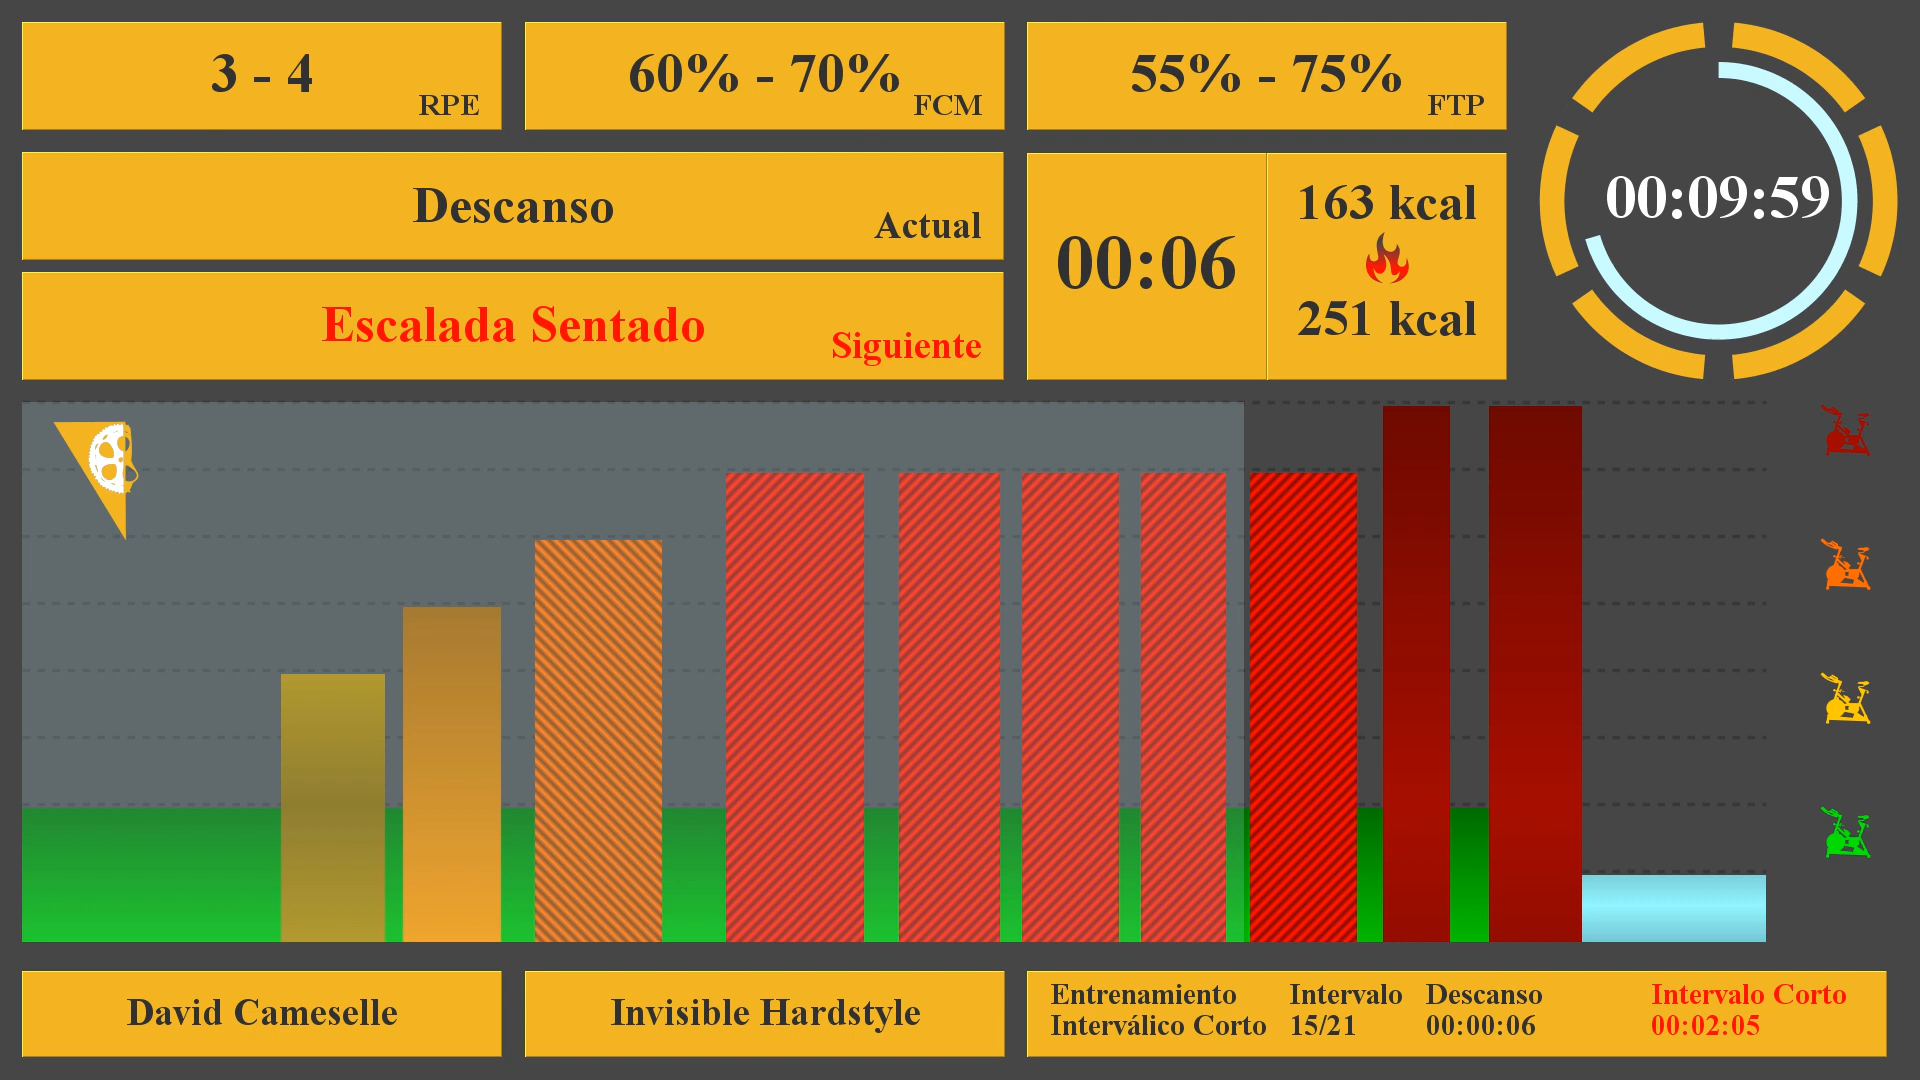 3 - 4
RPE
60% - 70%
FCM
55% - 75%
FTP
00:09:59
Descanso
Actual
Escalada Sentado
Siguiente
00:06
163 kcal
251 kcal
David Cameselle
Invisible Hardstyle
Entrenamiento
Interválico Corto
Intervalo
15/21
Descanso
00:00:06
Intervalo Corto
00:02:05